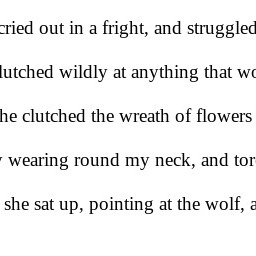 cried out in a fright, and struggled
lutched wildly at anything that wo
he clutched the wreath of flowers
wearing round my neck, and tor
she sat up, pointing at the wolf, a